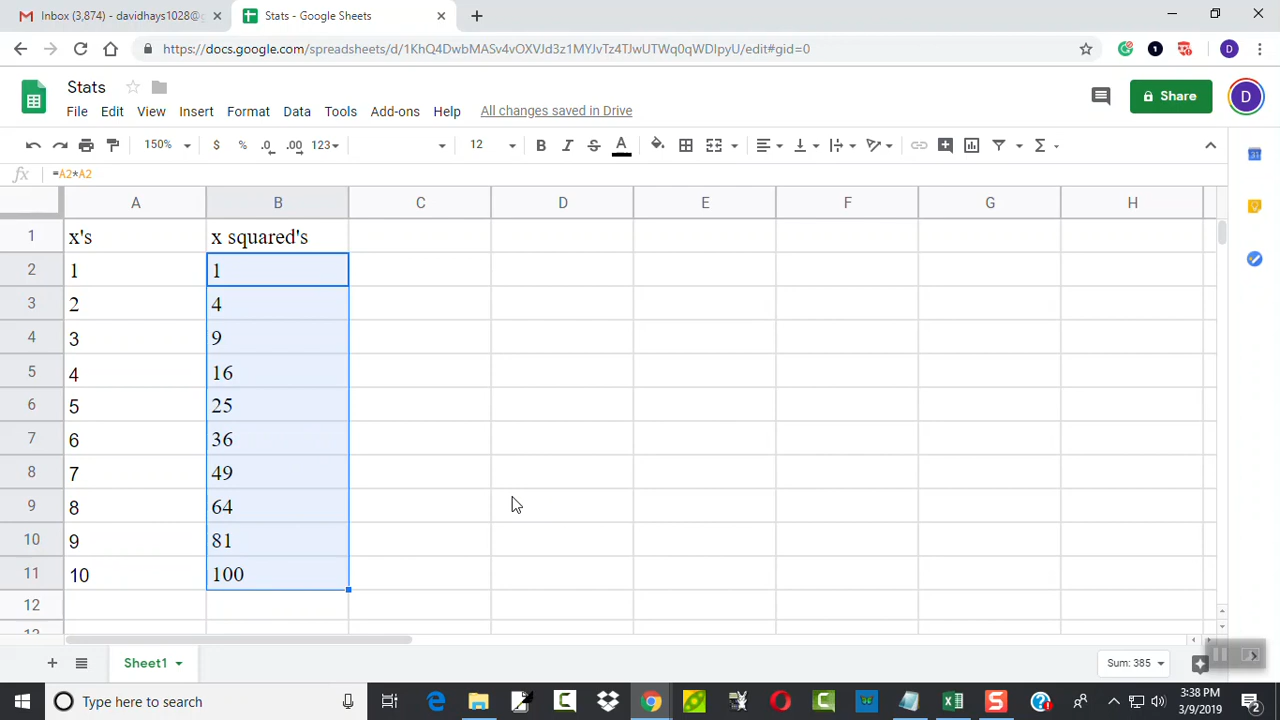 Inbox (3,874) - davidhays1028@
Stats - Google Sheets
https://docs.google.com/spreadsheets/d/1KhQ4DwbMASv4vOXVJd3z1MYJvTz4TJwUTWq0qWDIpyU/edit#gid=0
D
Stats
File Edit View Insert Format Data Tools Add-ons Help All changes saved in Drive
Share
D
150% $ % .0 .00 123 12 B I S A Σ
fx =A2*A2
A B C D E F G H
1 x's x squared's
2 1 1
3 2 4
4 3 9
5 4 16
6 5 25
7 6 36
8 7 49
9 8 64
10 9 81
11 10 100
12
13
Sheet1
Sum: 385
Type here to search
3:38 PM
3/9/2019
2